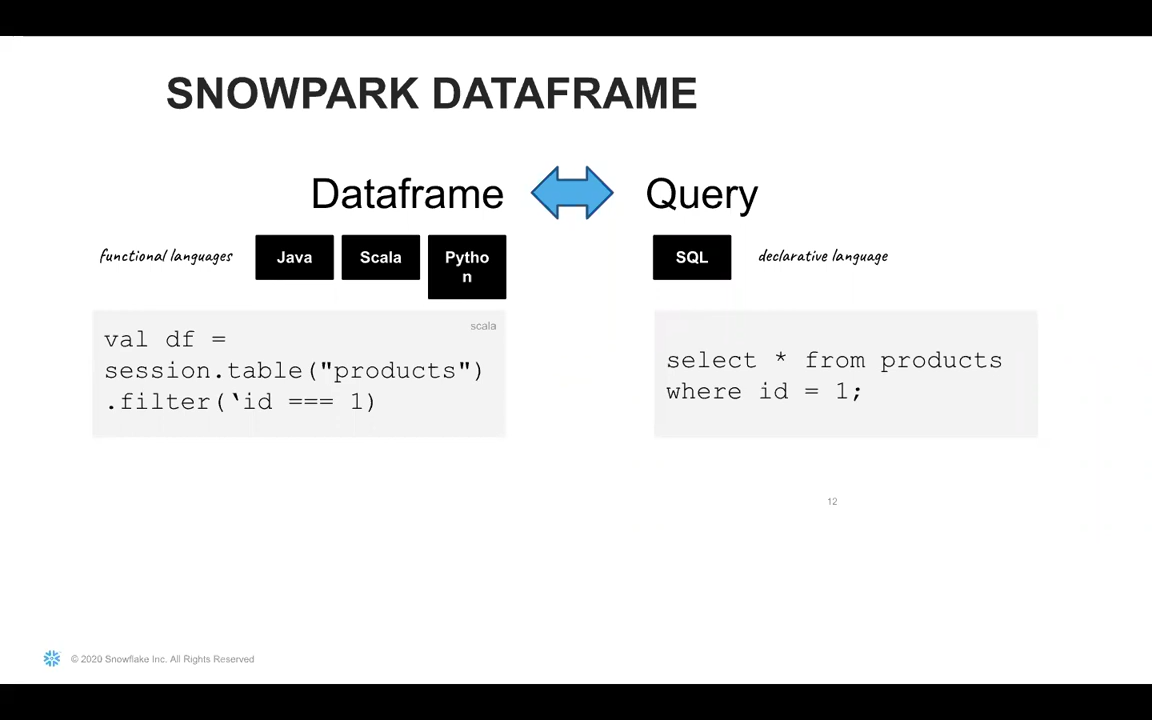 SNOWPARK DATAFRAME
Dataframe
Query
functional languages
Java
Scala
Pytho
n
SQL
declarative language
scala
val df =
session.table("products")
.filter(‘id === 1)
select * from products
where id = 1;
12
© 2020 Snowflake Inc. All Rights Reserved